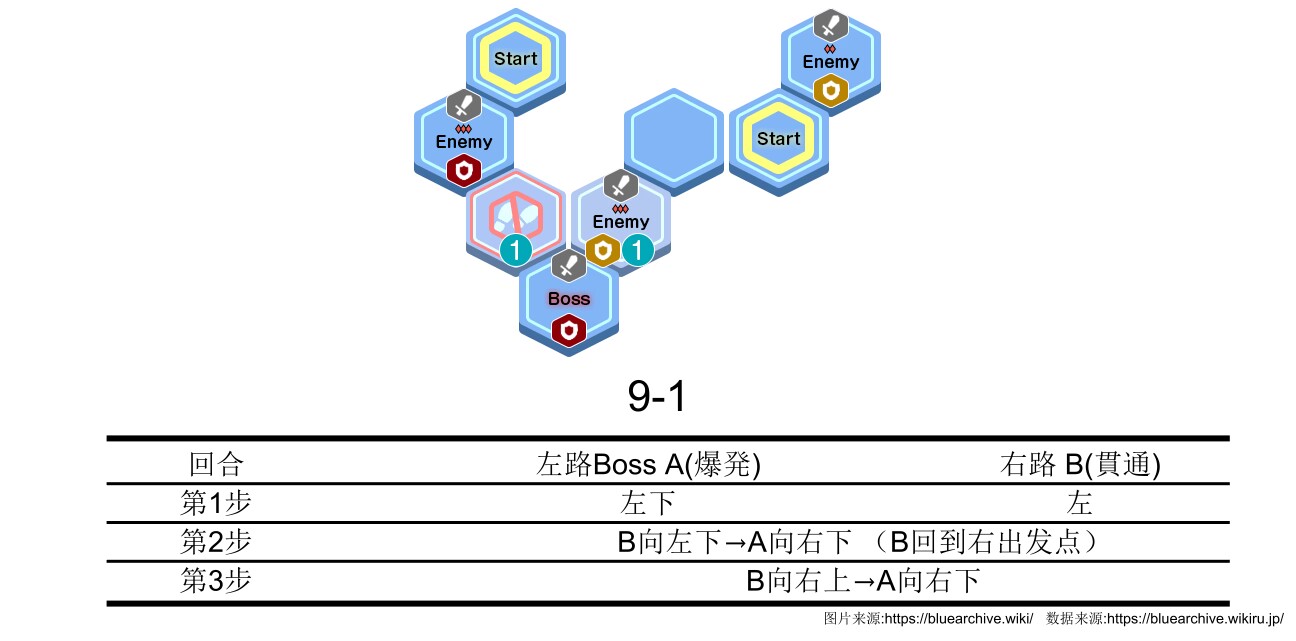 Start
Enemy
Enemy
Start
Enemy
1
1
Boss
9-1
回合 左路Boss A(爆発) 右路 B(貫通)
第1步 左下 左
第2步 B向左下→A向右下 （B回到右出发点）
第3步 B向右上→A向右下
图片来源:https://bluearchive.wiki/ 数据来源:https://bluearchive.wikiru.jp/